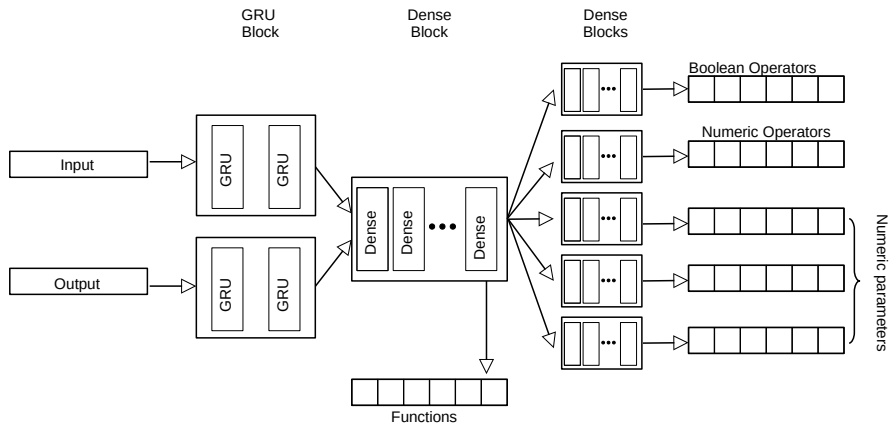 GRU
Block
Dense
Block
Dense
Blocks
Boolean Operators
Numeric Operators
Input
GRU
GRU
Dense
Dense
Dense
Output
GRU
GRU
Numeric parameters
Functions